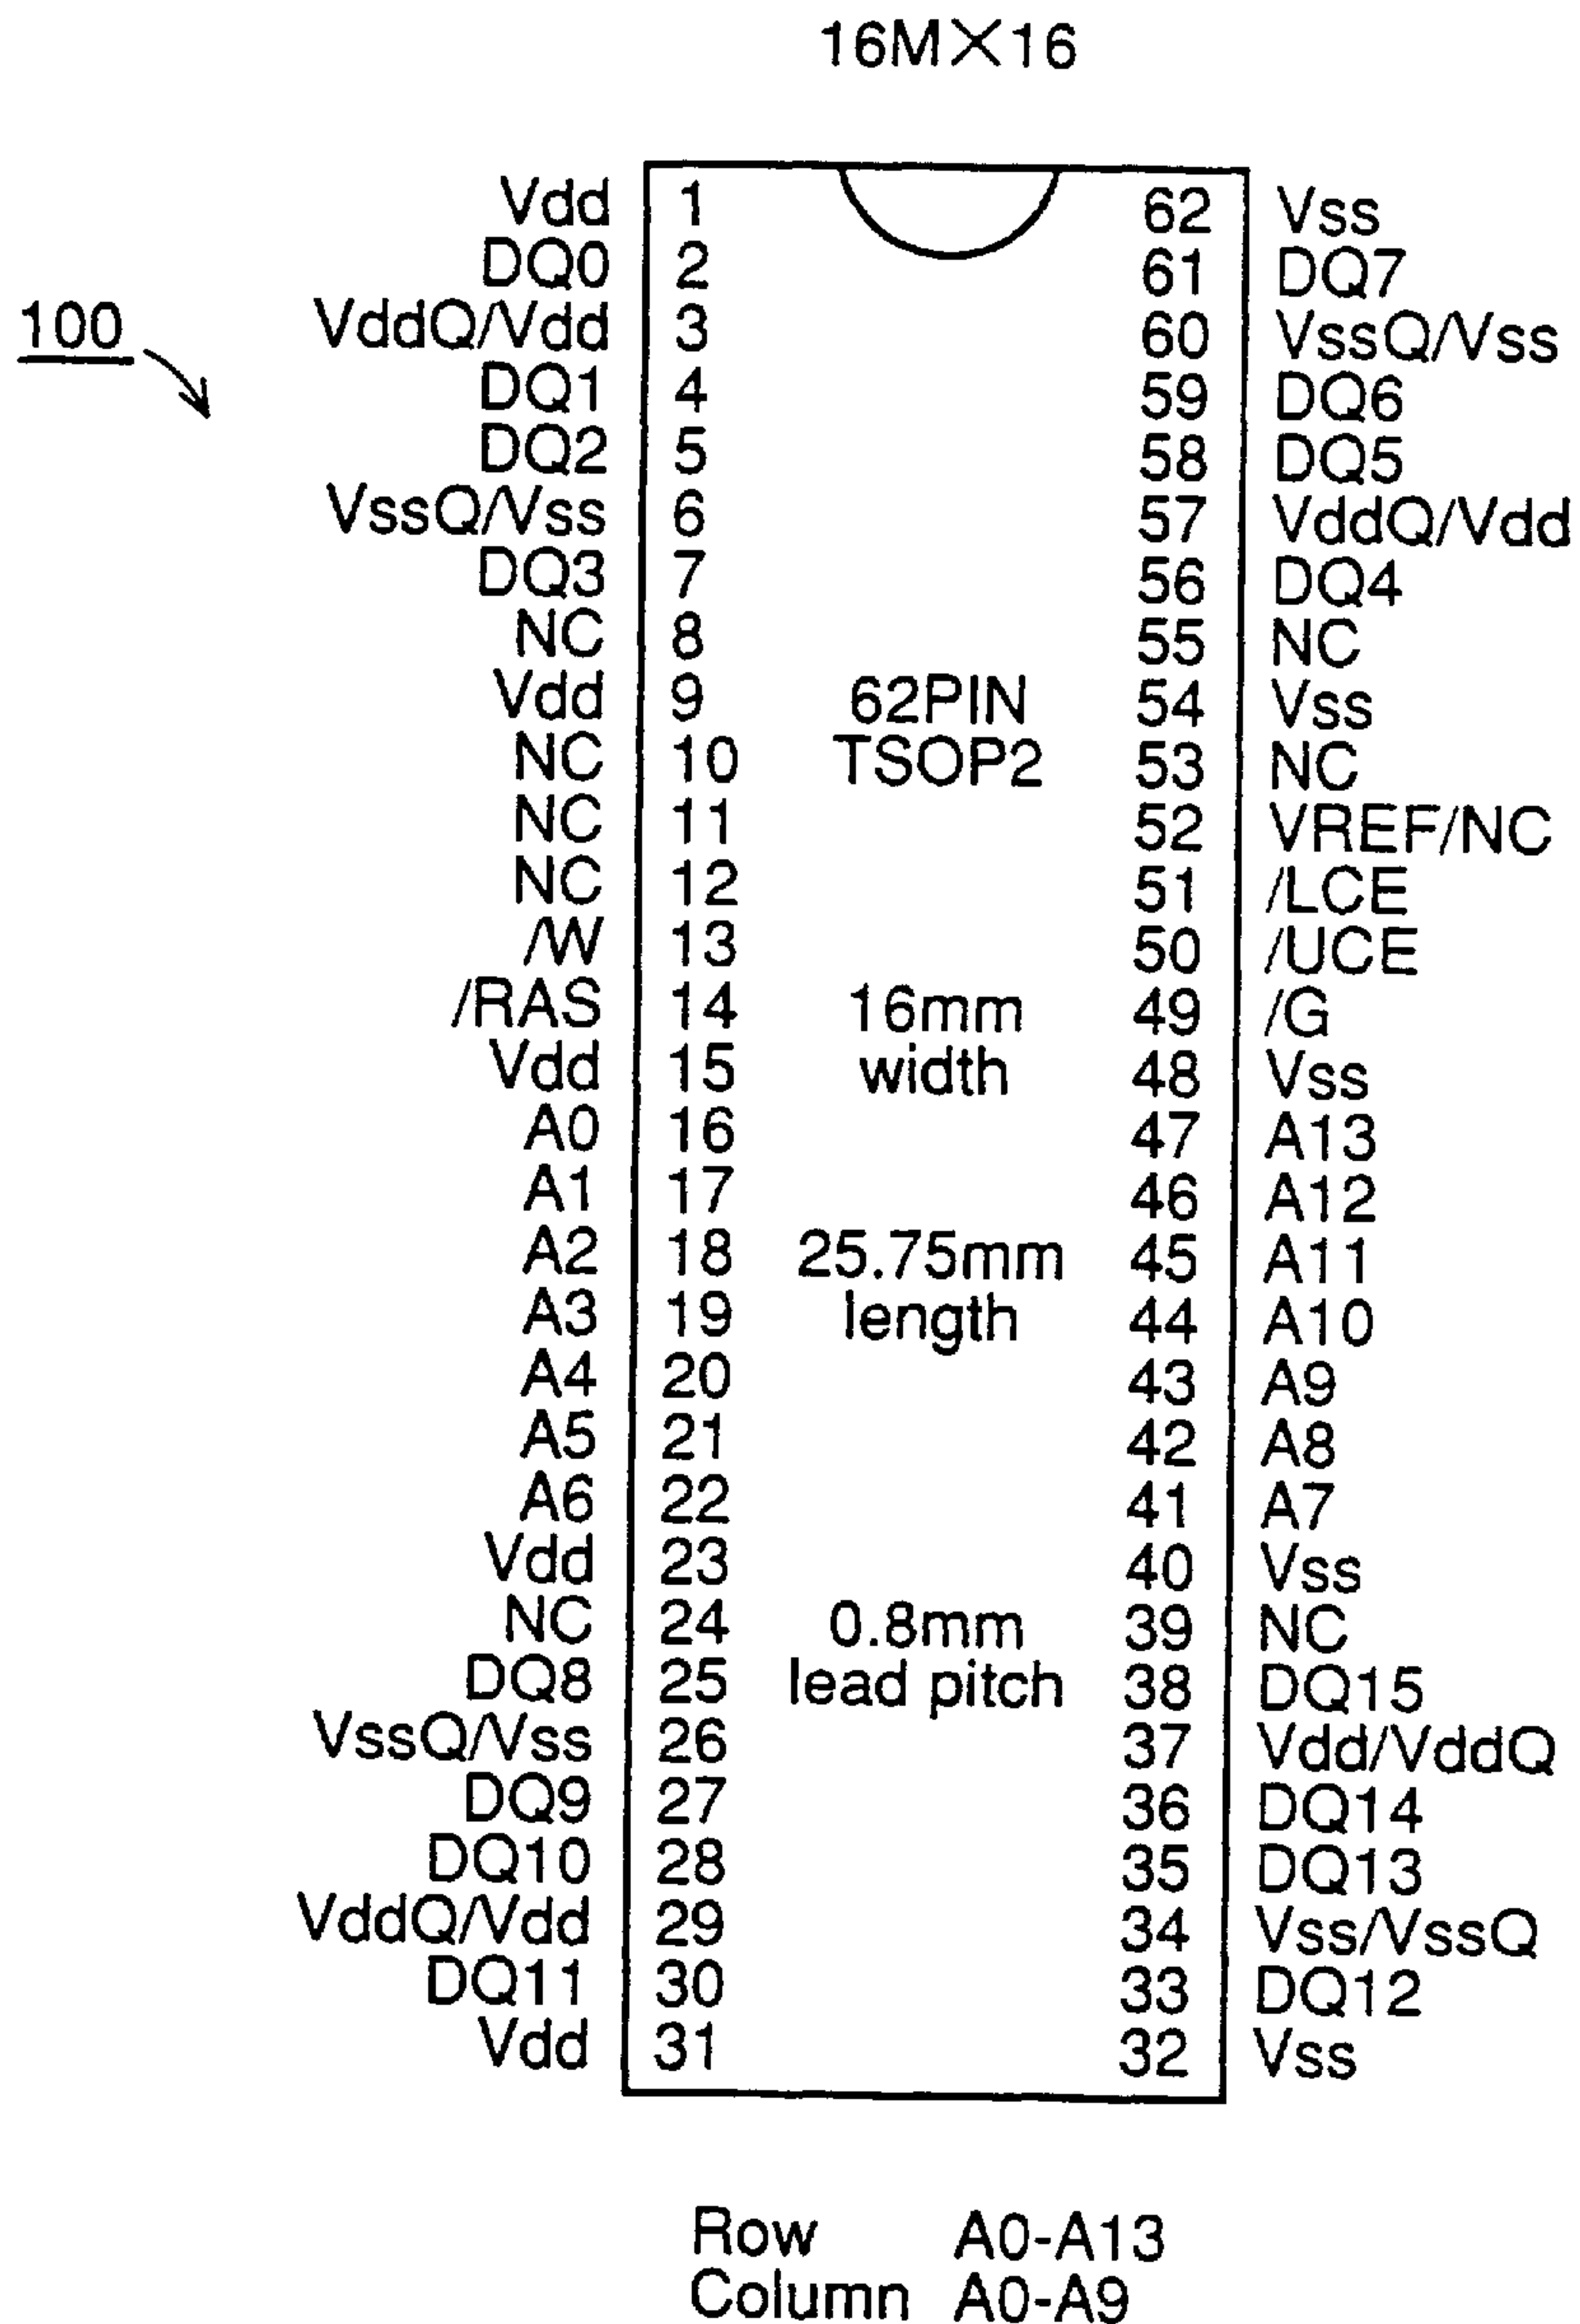 16M×16
100
Vdd 1 62 Vss
DQ0 2 61 DQ7
VddQ/Vdd 3 60 VssQ/Vss
DQ1 4 59 DQ6
DQ2 5 58 DQ5
VssQ/Vss 6 57 VddQ/Vdd
DQ3 7 56 DQ4
NC 8 55 NC
Vdd 9 62PIN 54 Vss
NC 10 TSOP2 53 NC
NC 11 52 VREF/NC
NC 12 51 /LCE
/W 13 50 /UCE
/RAS 14 16mm 49 /G
Vdd 15 width 48 Vss
A0 16 47 A13
A1 17 46 A12
A2 18 25.75mm 45 A11
A3 19 length 44 A10
A4 20 43 A9
A5 21 42 A8
A6 22 41 A7
Vdd 23 40 Vss
NC 24 0.8mm 39 NC
DQ8 25 lead pitch 38 DQ15
VssQ/Vss 26 37 Vdd/VddQ
DQ9 27 36 DQ14
DQ10 28 35 DQ13
VddQ/Vdd 29 34 Vss/VssQ
DQ11 30 33 DQ12
Vdd 31 32 Vss
Row A0-A13
Column A0-A9